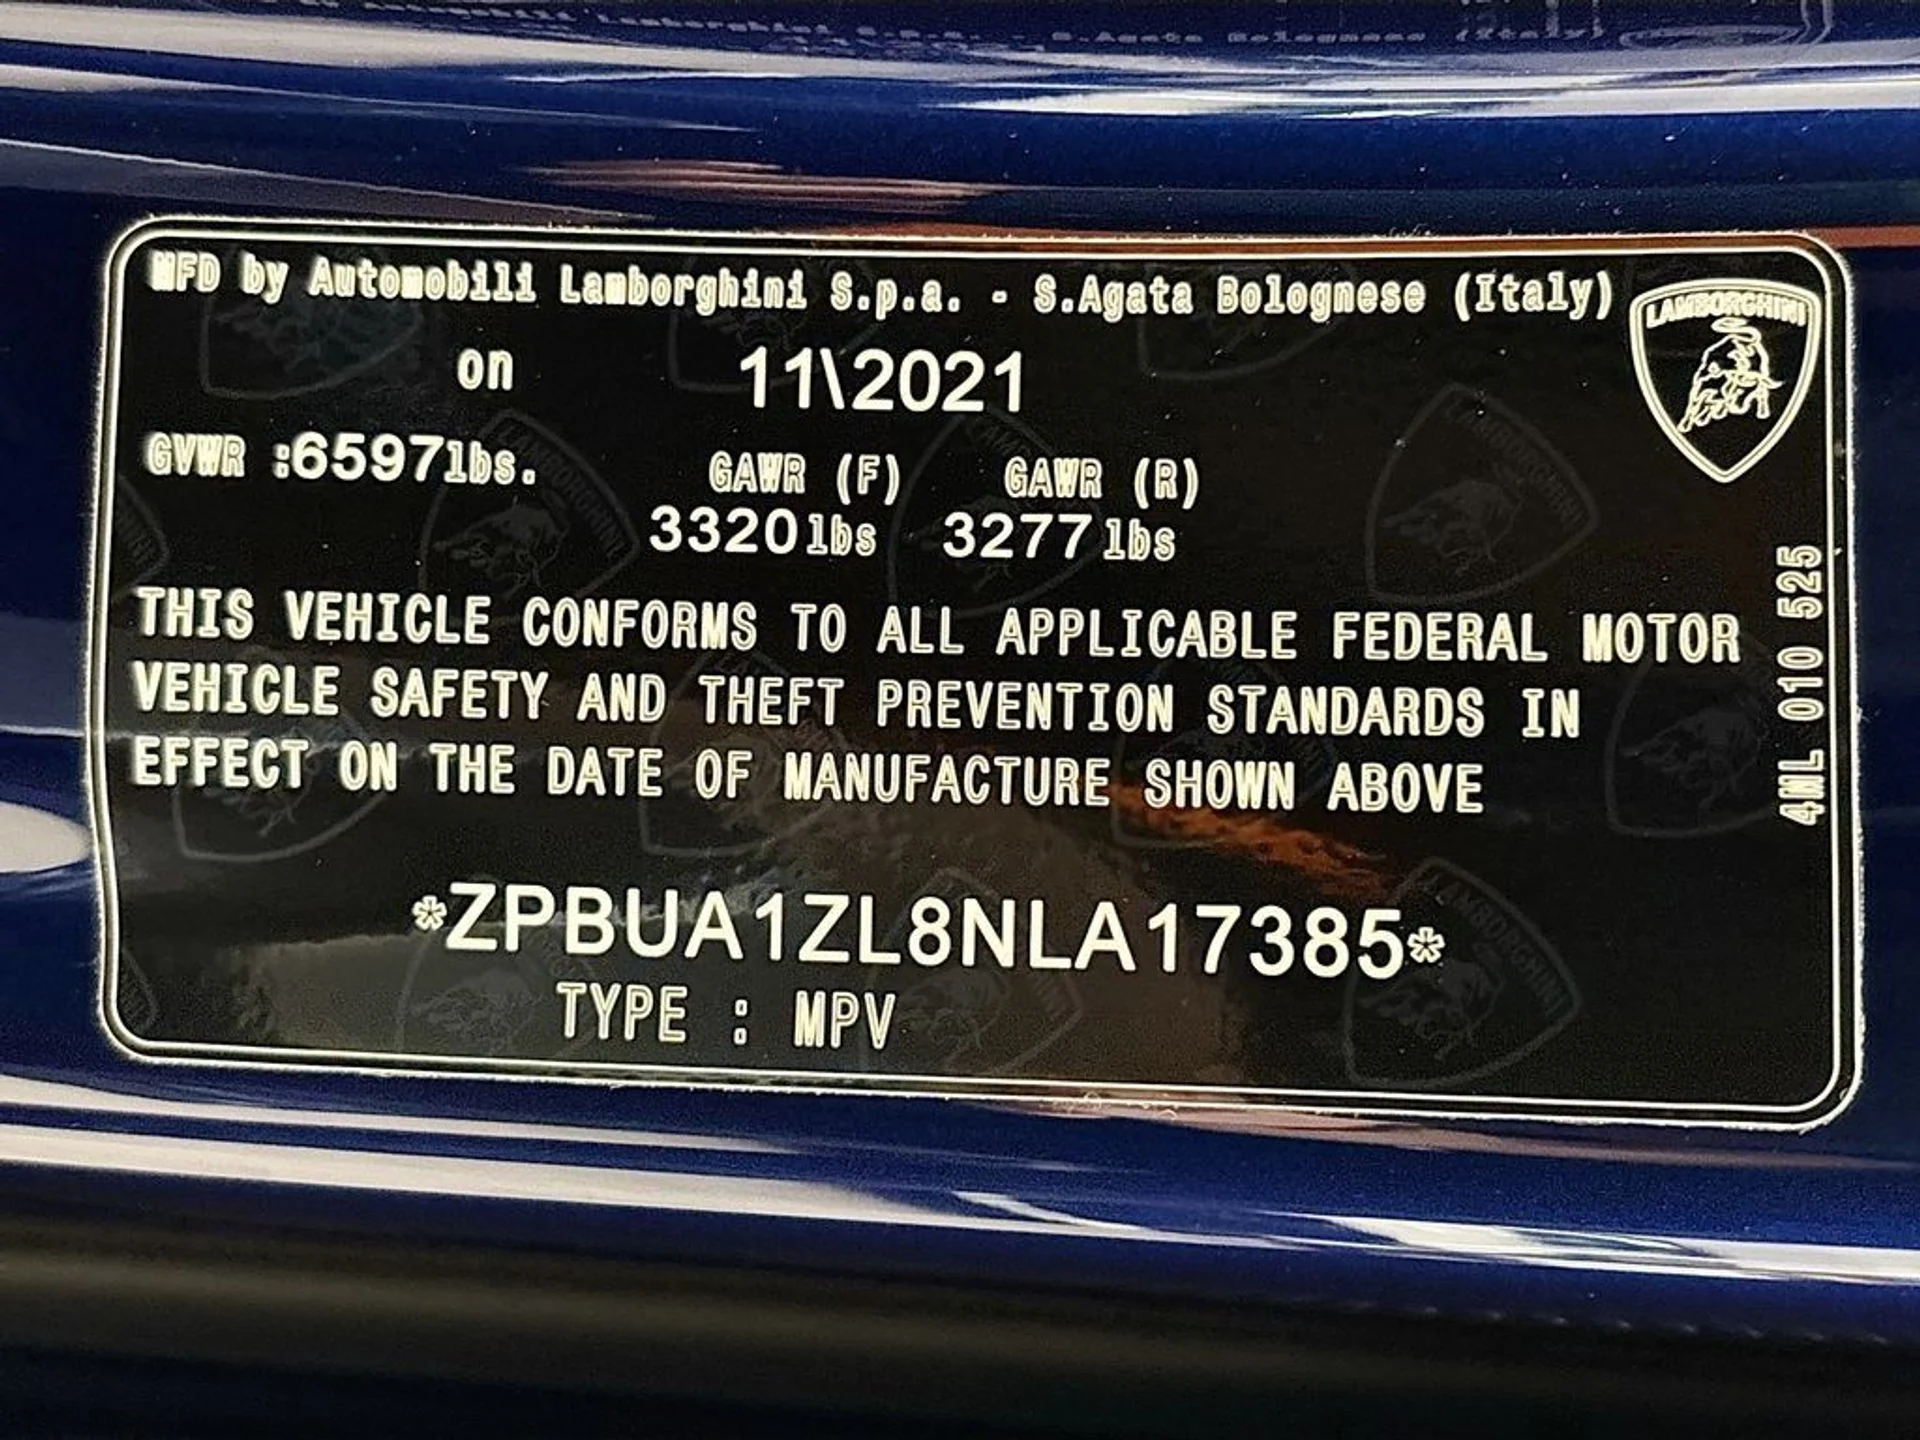 MFD by Automobili Lamborghini S.p.a. - S.Agata Bolognese (Italy)
LAMBORGHINI
on 11\2021
GVWR :6597lbs. GAWR (F) GAWR (R)
3320lbs 3277lbs
THIS VEHICLE CONFORMS TO ALL APPLICABLE FEDERAL MOTOR
VEHICLE SAFETY AND THEFT PREVENTION STANDARDS IN
EFFECT ON THE DATE OF MANUFACTURE SHOWN ABOVE
*ZPBUA1ZL8NLA17385*
TYPE : MPV
4ML 010 525